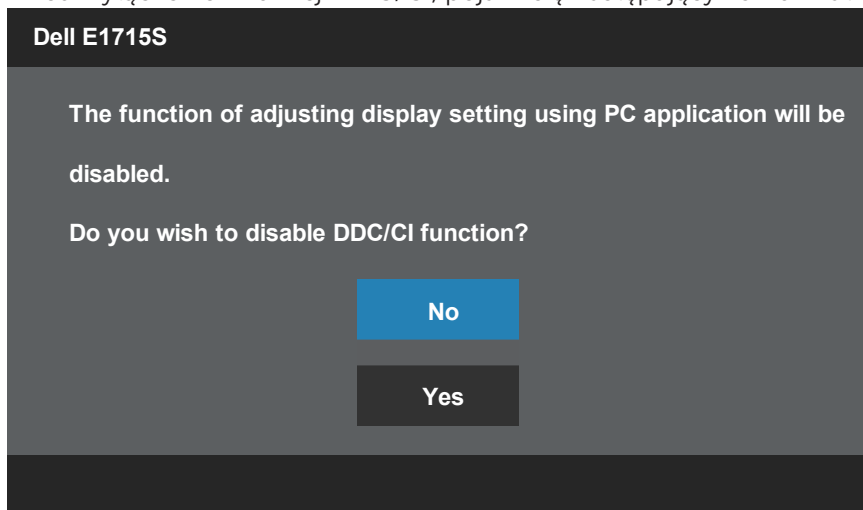 Dell E1715S
The function of adjusting display setting using PC application will be
disabled.
Do you wish to disable DDC/CI function?
No
Yes